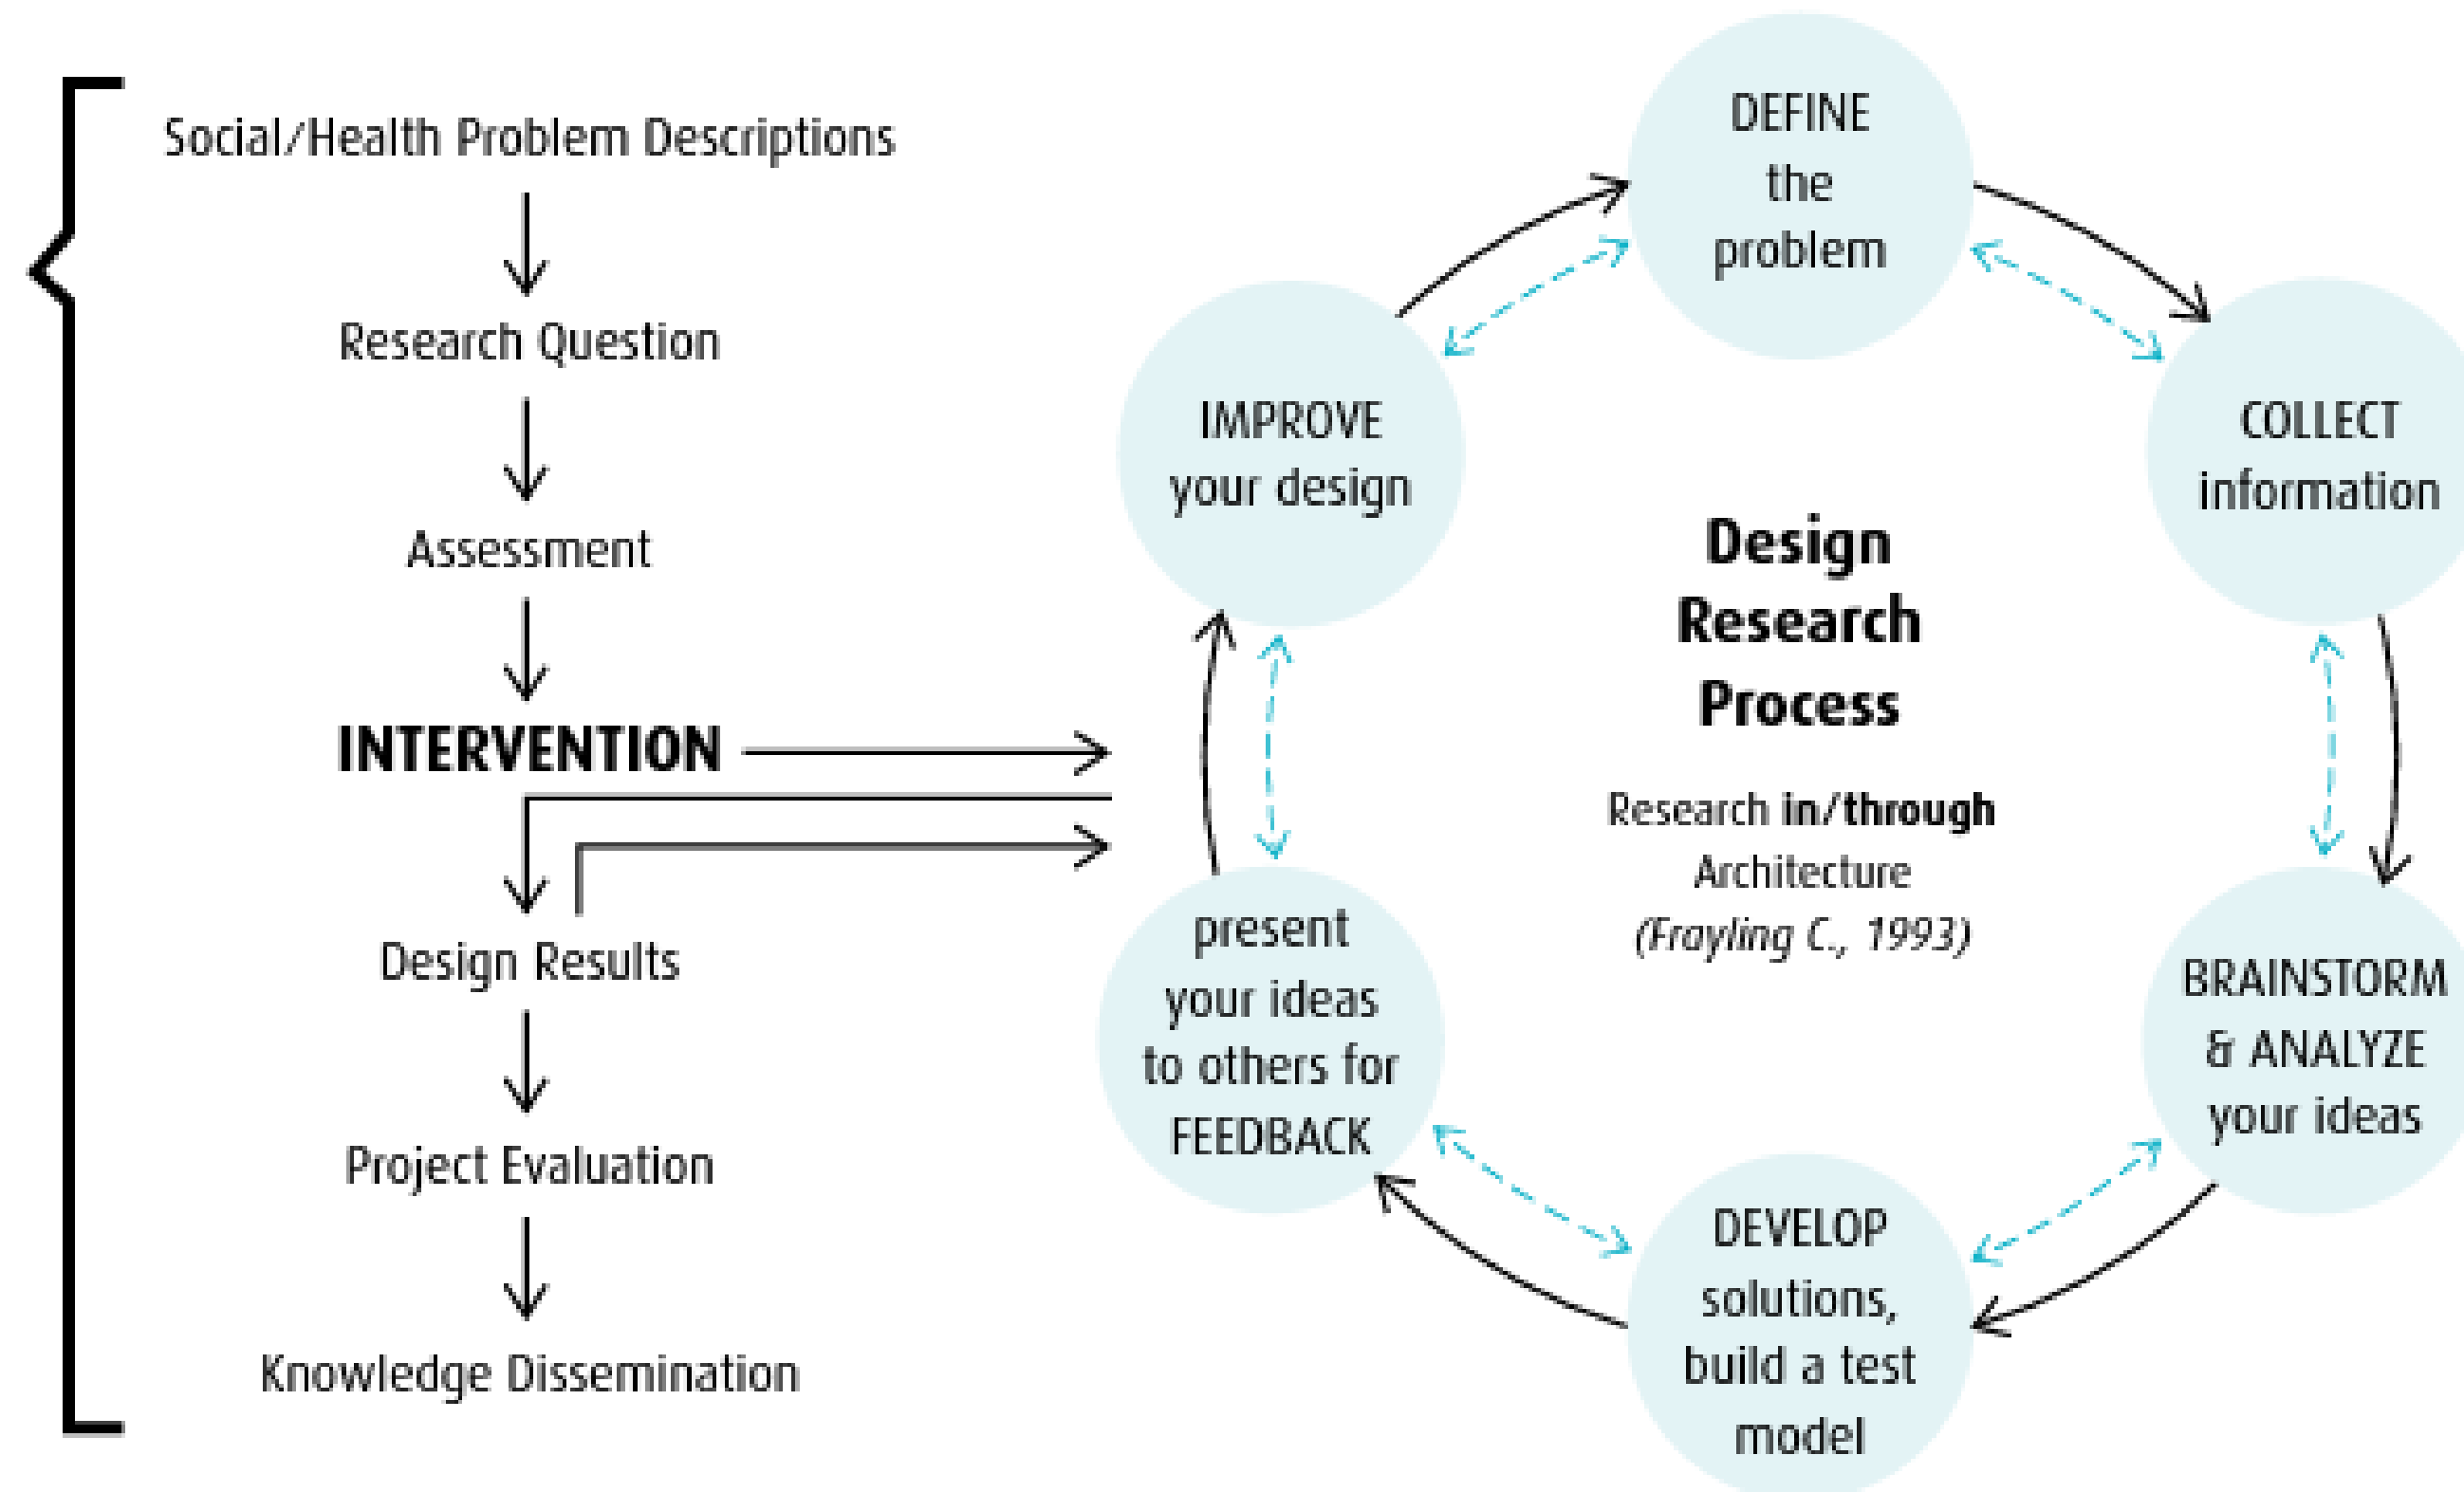 Social/Health Problem Descriptions
Research Question
Assessment
INTERVENTION
Design Results
Project Evaluation
Knowledge Dissemination
DEFINE
the
problem
COLLECT
information
BRAINSTORM
& ANALYZE
your ideas
DEVELOP
solutions,
build a test
model
present
your ideas
to others for
FEEDBACK
IMPROVE
your design
Design
Research
Process
Research in/through
Architecture
(Frayling C., 1993)